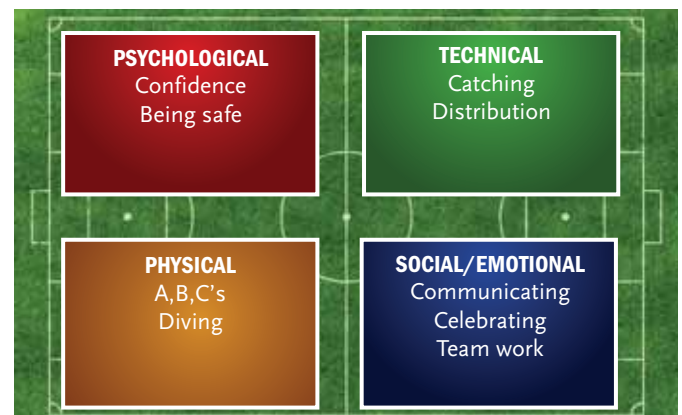 PSYCHOLOGICAL
Confidence
Being safe
TECHNICAL
Catching
Distribution
PHYSICAL
A,B,C’s
Diving
SOCIAL/EMOTIONAL
Communicating
Celebrating
Team work